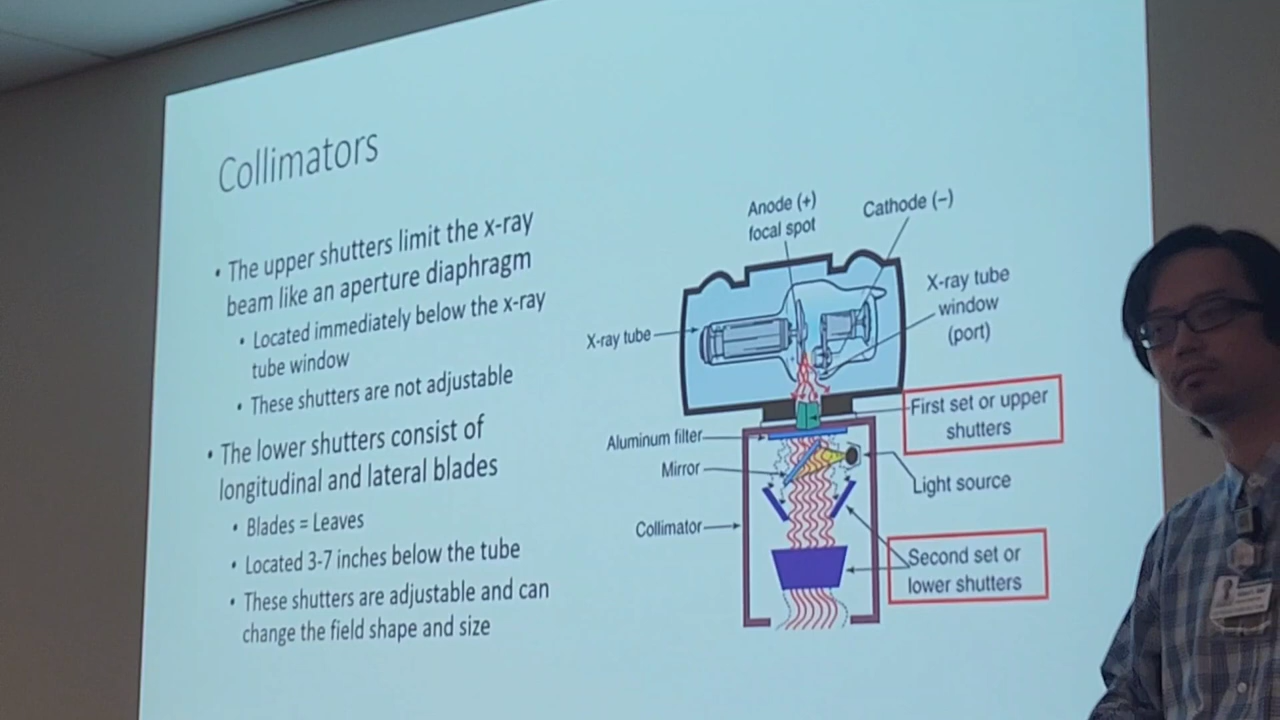 Collimators
• The upper shutters limit the x-ray
beam like an aperture diaphragm
• Located immediately below the x-ray
tube window
• These shutters are not adjustable
• The lower shutters consist of
longitudinal and lateral blades
• Blades = Leaves
• Located 3-7 inches below the tube
• These shutters are adjustable and can
change the field shape and size
Anode (+)
focal spot
Cathode (–)
X-ray tube
window
(port)
X-ray tube
First set or upper
shutters
Aluminum filter
Mirror
Light source
Collimator
Second set or
lower shutters